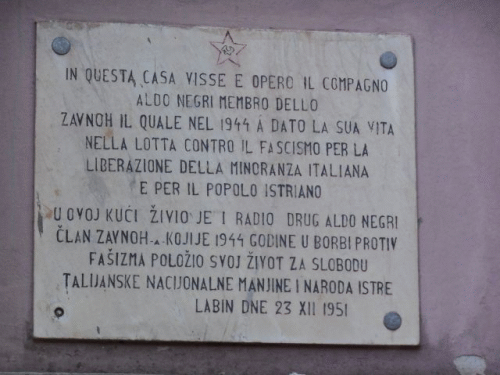 RP
IN QUESTA CASA VISSE E OPERO IL COMPAGNO
ALDO NEGRI MEMBRO DELLO
ZAVNOH IL QUALE NEL 1944 A DATO LA SUA VITA
NELLA LOTTA CONTRO IL FASCISMO PER LA
LIBERAZIONE DELLA MINORANZA ITALIANA
E PER IL POPOLO ISTRIANO
U OVOJ KUĆI ŽIVIO JE I RADIO DRUG ALDO NEGRI
ČLAN ZAVNOH-A KOJIJE 1944 GODINE U BORBI PROTIV
FAŠIZMA POLOŽIO SVOJ ŽIVOT ZA SLOBODU
TALIJANSKE NACIJONALNE MANJINE I NARODA ISTRE
LABIN DNE 23 XII 1951